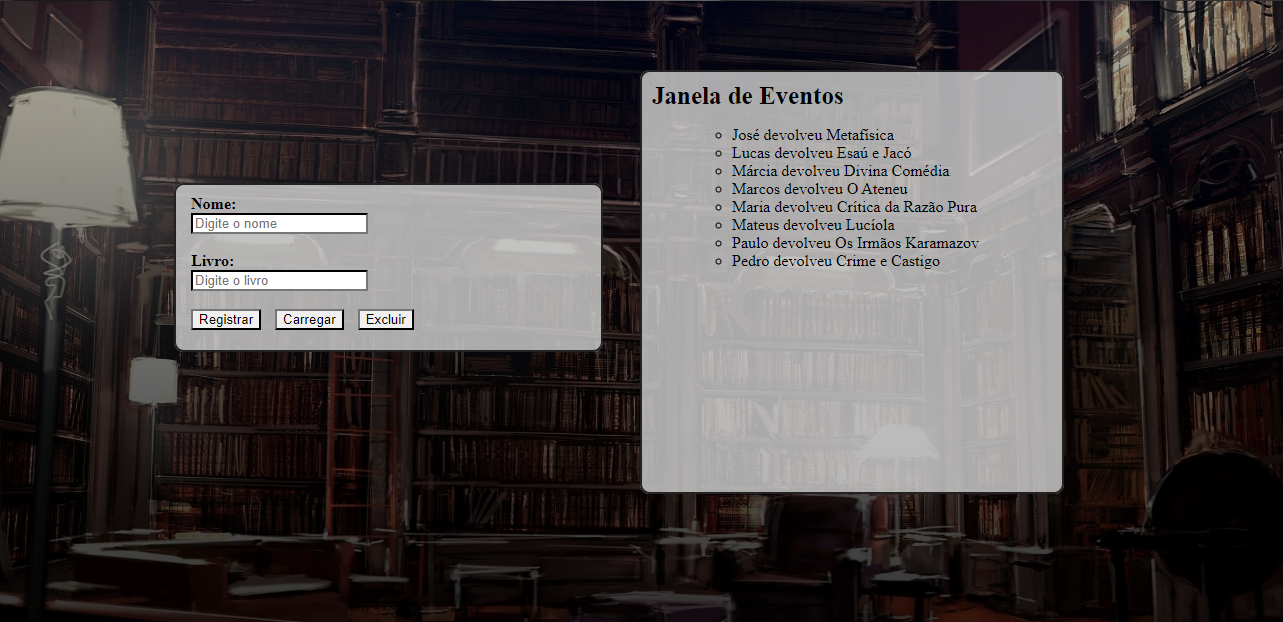 Nome:
Digite o nome
Livro:
Digite o livro
Registrar Carregar Excluir
Janela de Eventos
José devolveu Metafísica
Lucas devolveu Esaú e Jacó
Márcia devolveu Divina Comédia
Marcos devolveu O Ateneu
Maria devolveu Crítica da Razão Pura
Mateus devolveu Lucíola
Paulo devolveu Os Irmãos Karamazov
Pedro devolveu Crime e Castigo